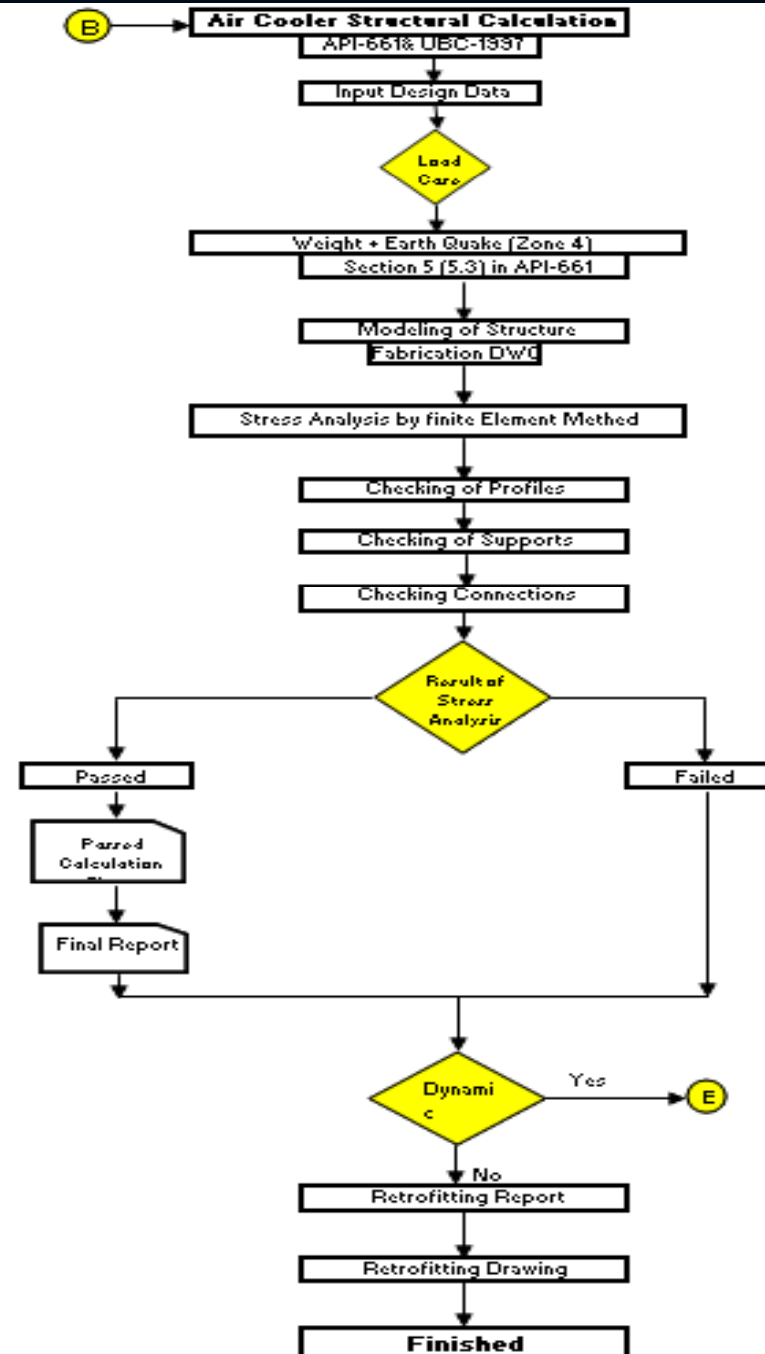 B
Air Cooler Structural Calculation
API-661& UBC-1997
Input Design Data
Load
Care
Weight + Earth Quake (Zone 4)
Section 5 (5.3) in API-661
Modeling of Structure
Fabrication DWG
Stress Analysis by finite Element Methed
Checking of Profiles
Checking of Supports
Checking Connections
Result of
Stress
Analysis
Passed
Failed
Passed
Calculation
Final Report
Dynami
c
Yes
E
No
Retrofitting Report
Retrofitting Drawing
Finished